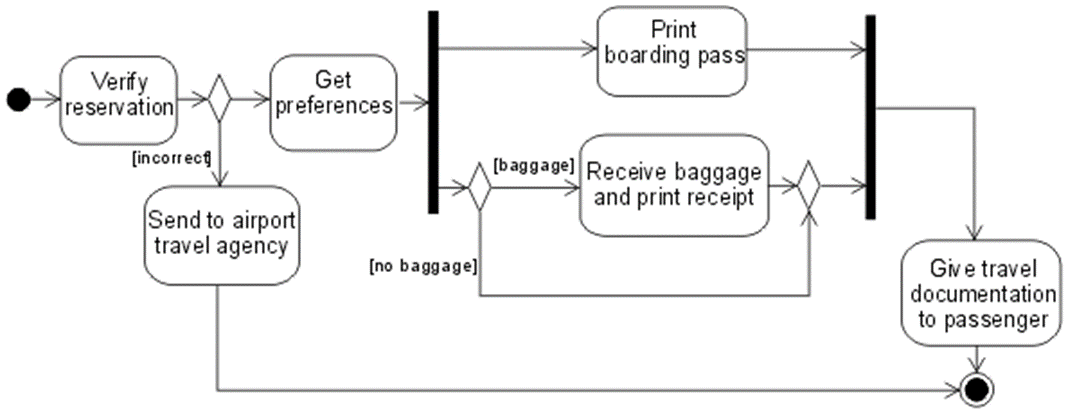 Verify
reservation
[incorrect]
Send to airport
travel agency
Get
preferences
Print
boarding pass
[baggage]
Receive baggage
and print receipt
[no baggage]
Give travel
documentation
to passenger